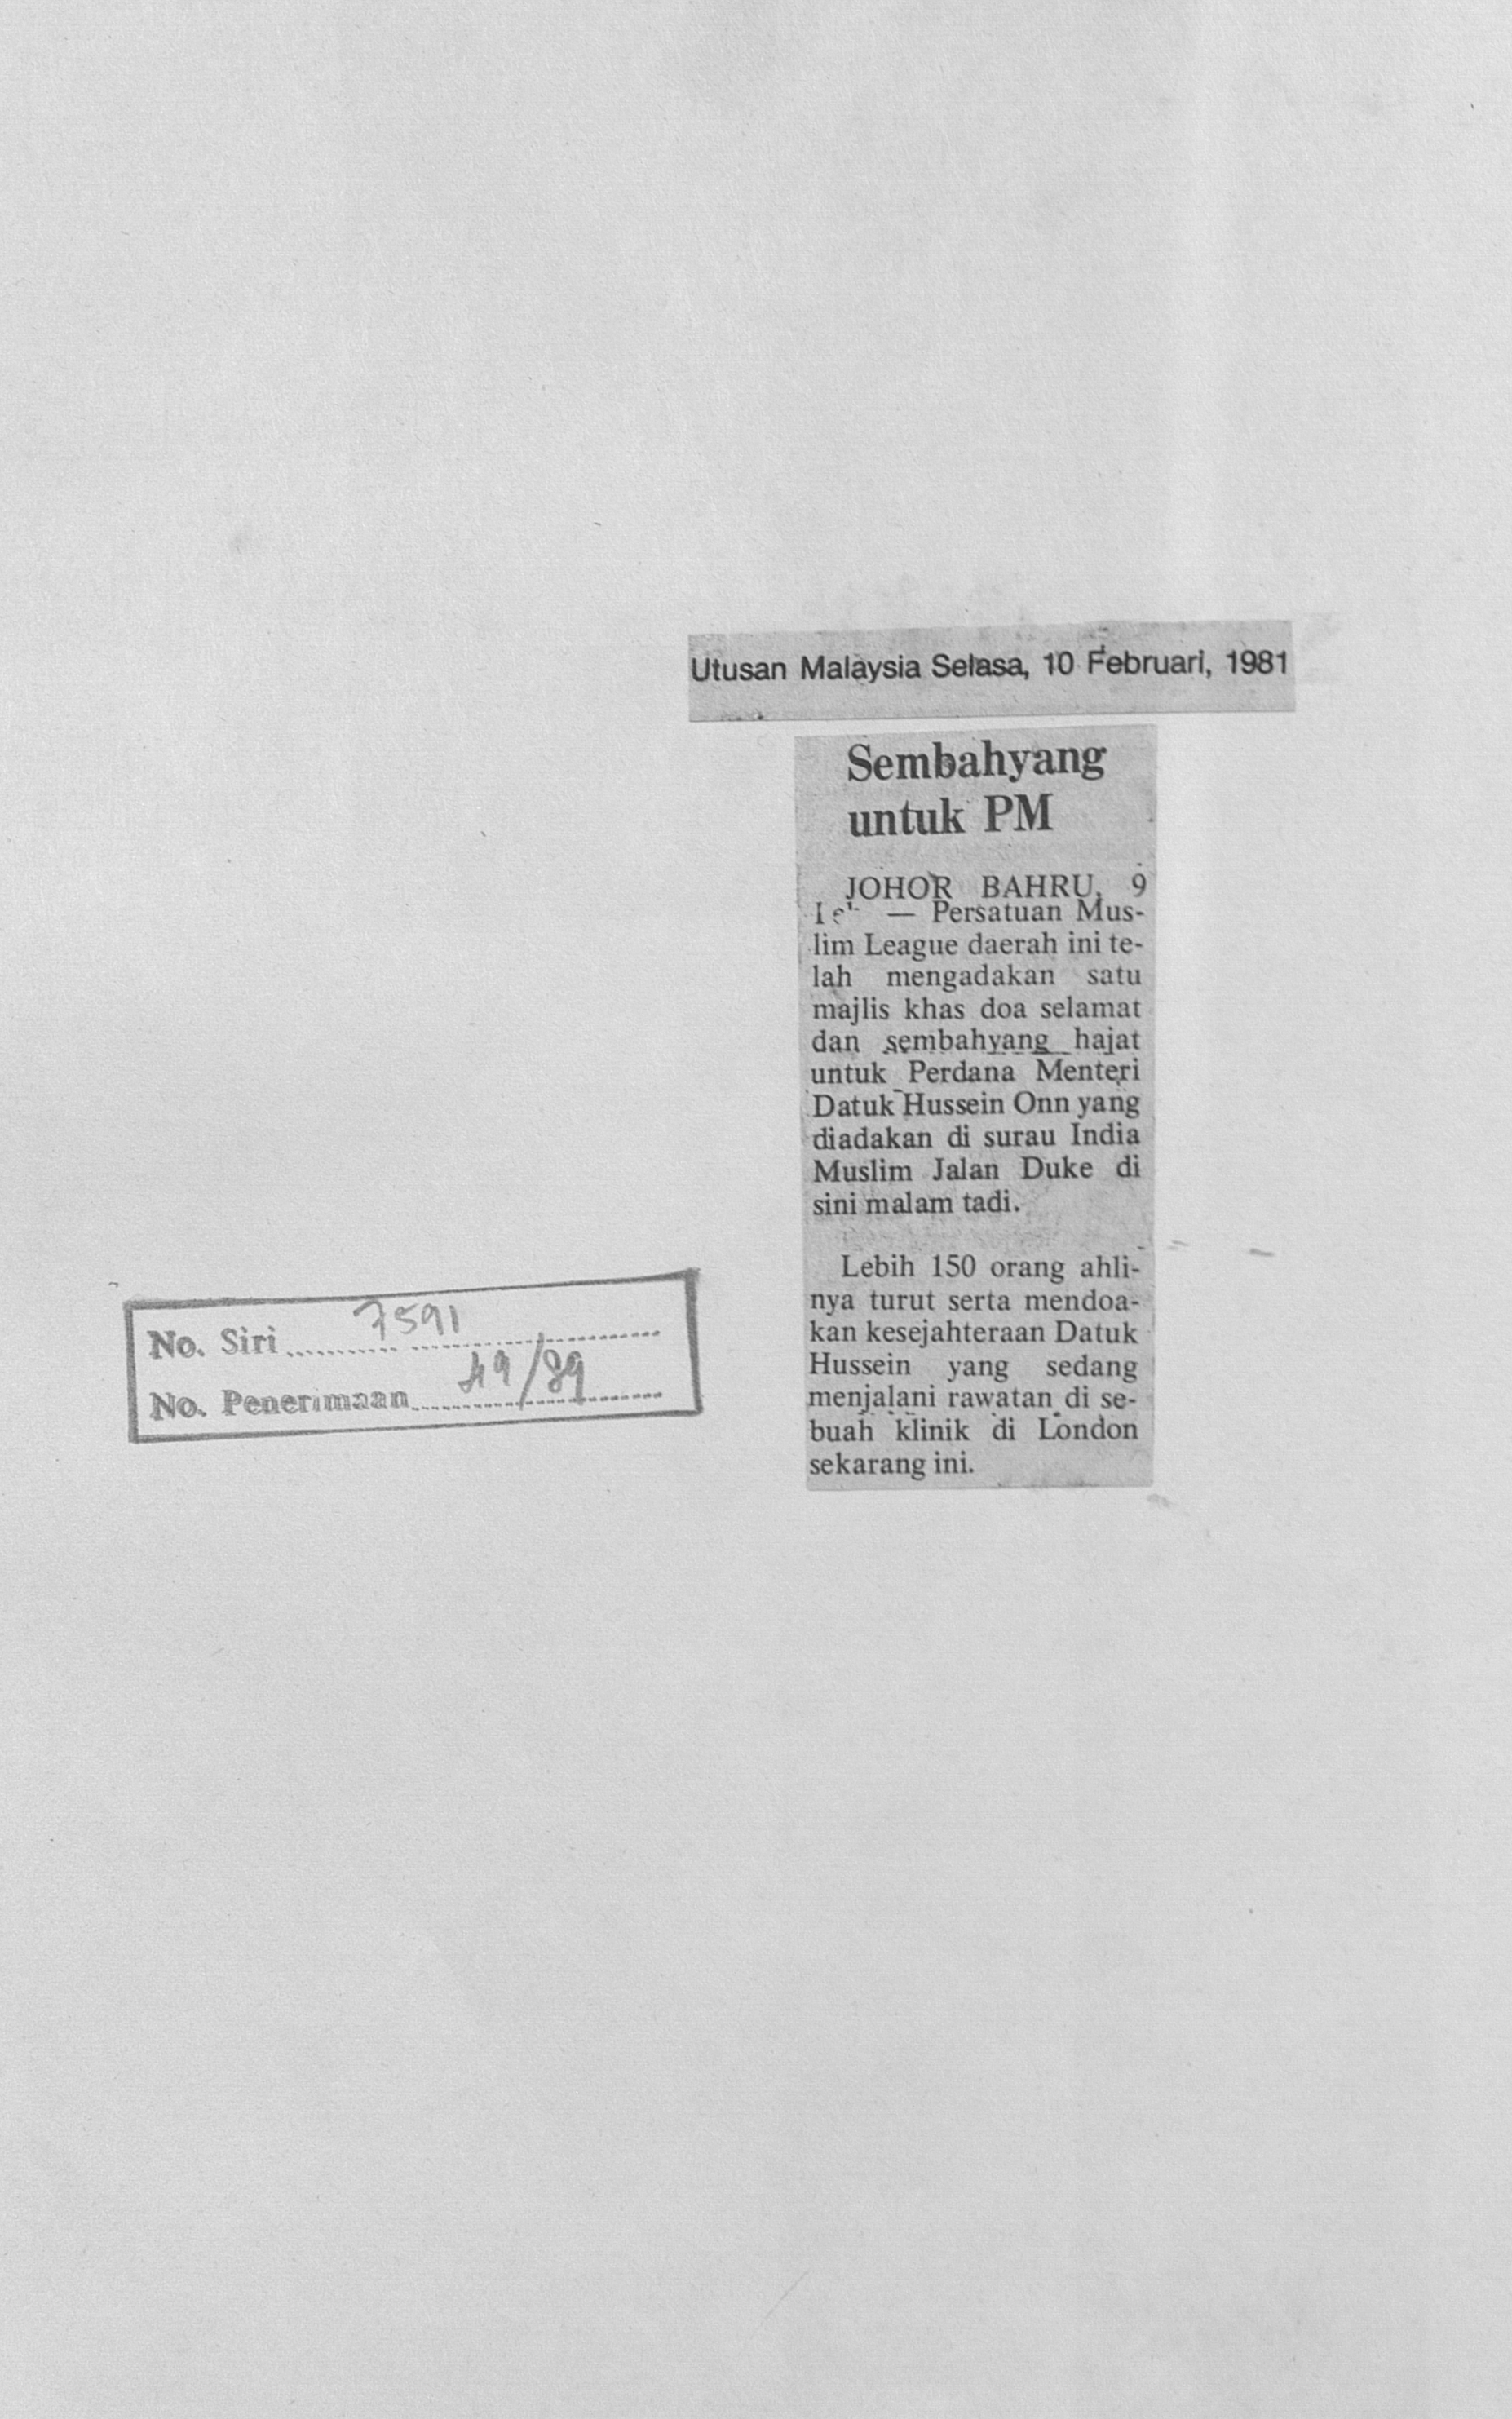 Utusan Malaysia Selasa, 10 Februari, 1981
Sembahyang
untuk PM
JOHOR BAHRU, 9
— Persatuan Mus-
lim League daerah ini te-
lah mengadakan satu
majlis khas doa selamat
dan sembahyang hajat
untuk Perdana Menteri
Datuk Hussein Onn yang
diadakan di surau India
Muslim Jalan Duke di
sini malam tadi.
Lebih 150 orang ahli-
nya turut serta mendoa-
kan kesejahteraan Datuk
Hussein yang sedang
menjalani rawatan di se-
buah klinik di London
sekarang ini.
No. Siri 7591
No. Penerimaan 49/89